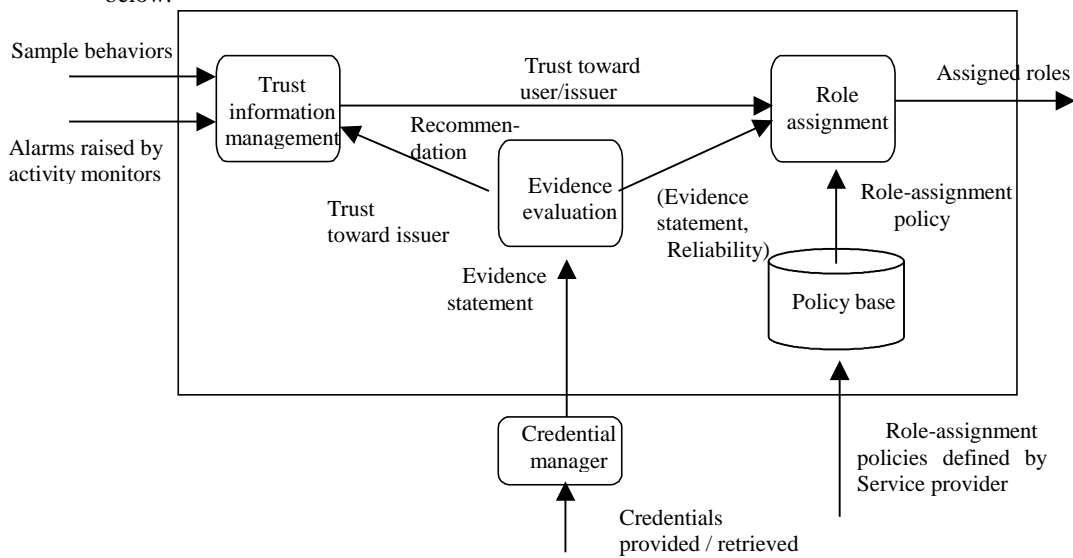 below.
Sample behaviors
Alarms raised by
activity monitors
Trust
information
management
Trust toward
user/issuer
Role
assignment
Assigned roles
Recommen-
dation
Trust
toward issuer
Evidence
evaluation
(Evidence
statement,
Reliability)
Role-assignment
policy
Evidence
statement
Policy base
Credential
manager
Role-assignment
policies defined by
Service provider
Credentials
provided / retrieved